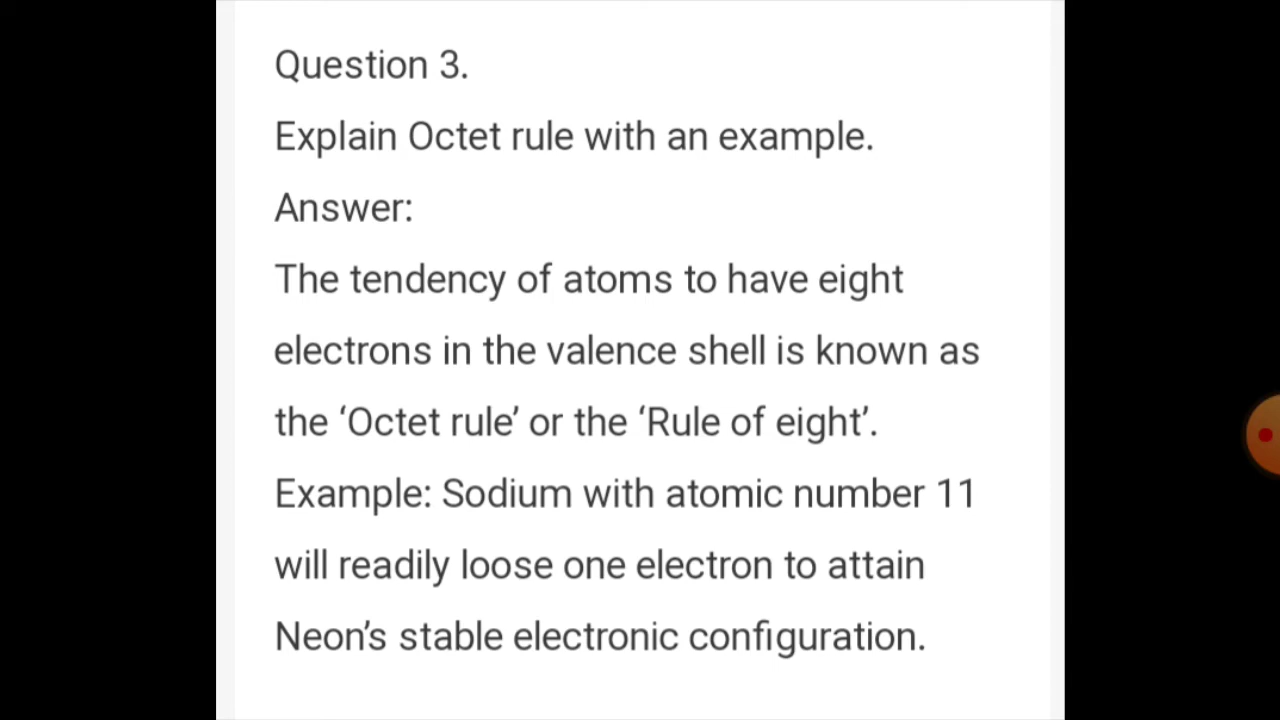 Question 3.
Explain Octet rule with an example.
Answer:
The tendency of atoms to have eight
electrons in the valence shell is known as
the ‘Octet rule’ or the ‘Rule of eight’.
Example: Sodium with atomic number 11
will readily loose one electron to attain
Neon’s stable electronic configuration.